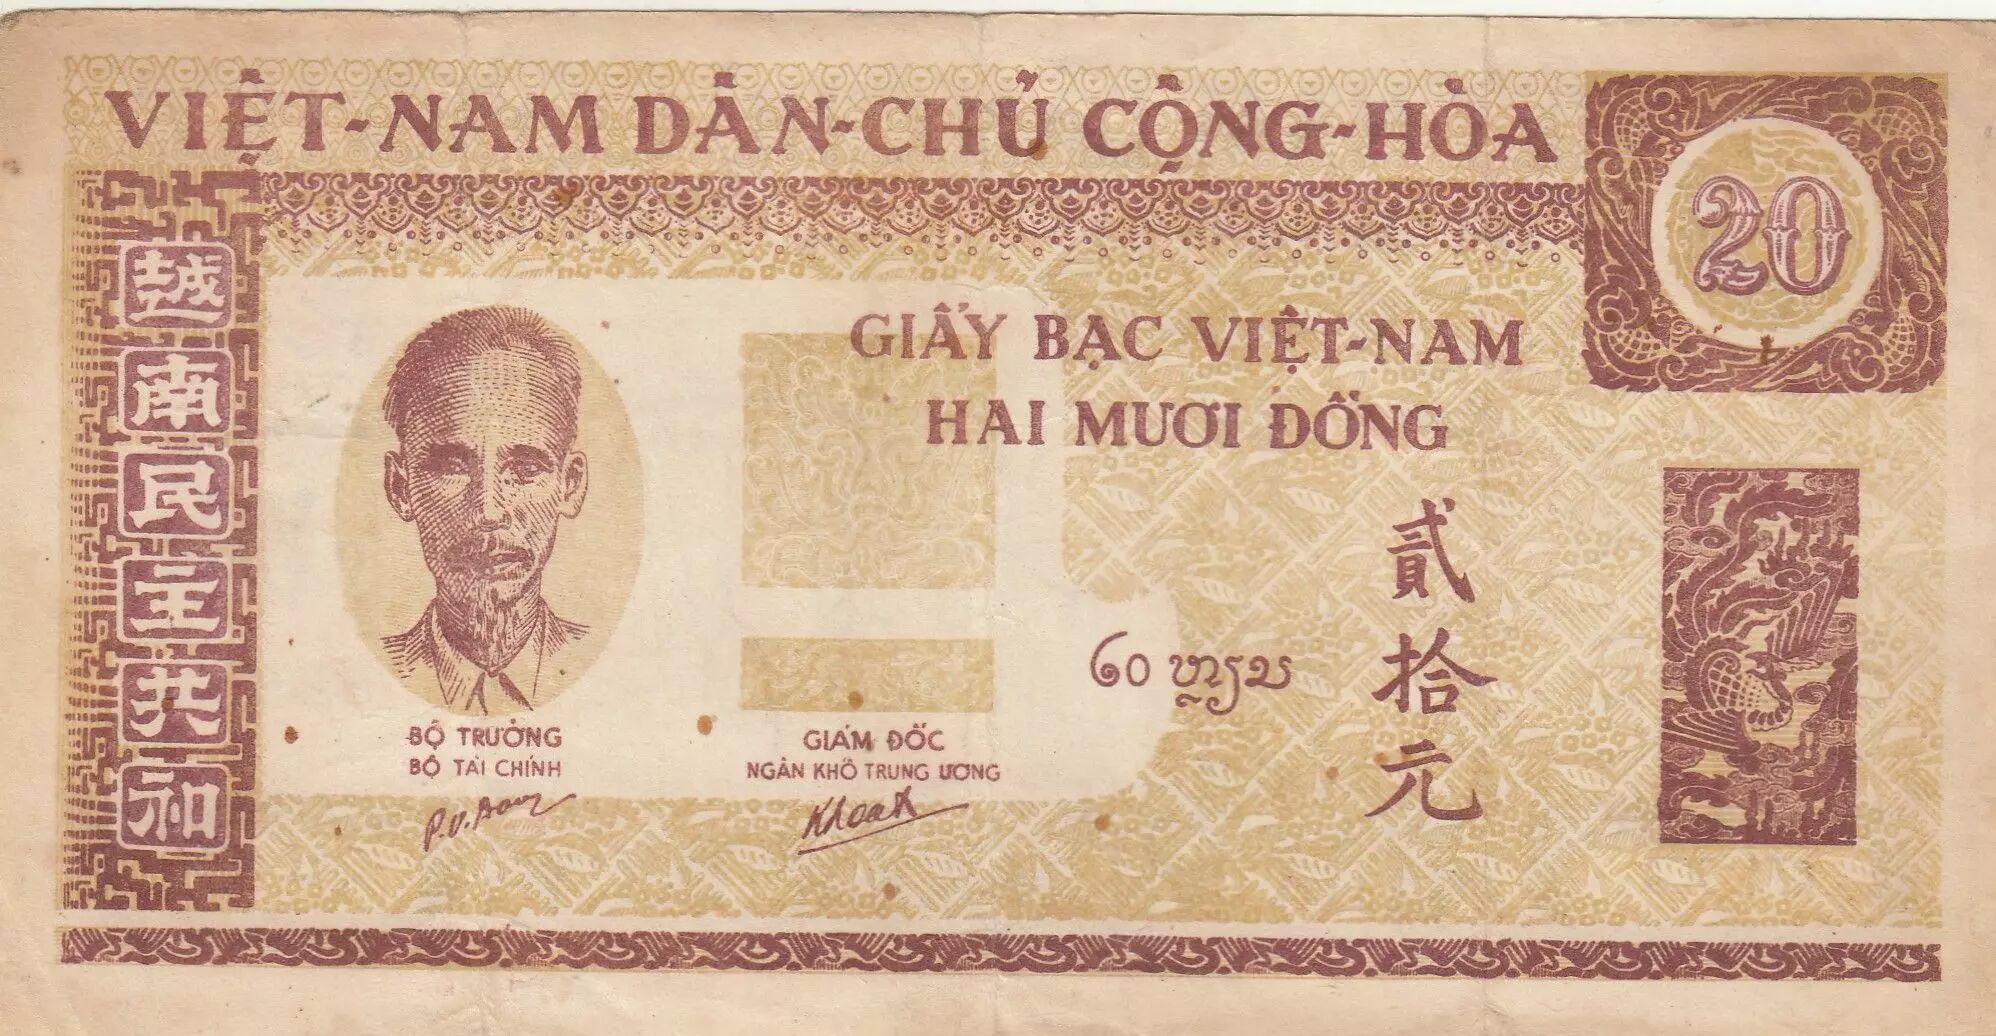 VIỆT-NAM DÂN-CHỦ CỘNG-HÒA
20
越南民主共和
GIẤY BẠC VIỆT-NAM
HAI MƯƠI ĐỒNG
貳拾元
BỘ TRƯỞNG
BỘ TÀI CHÍNH
GIÁM ĐỐC
NGÂN KHỐ TRUNG ƯƠNG